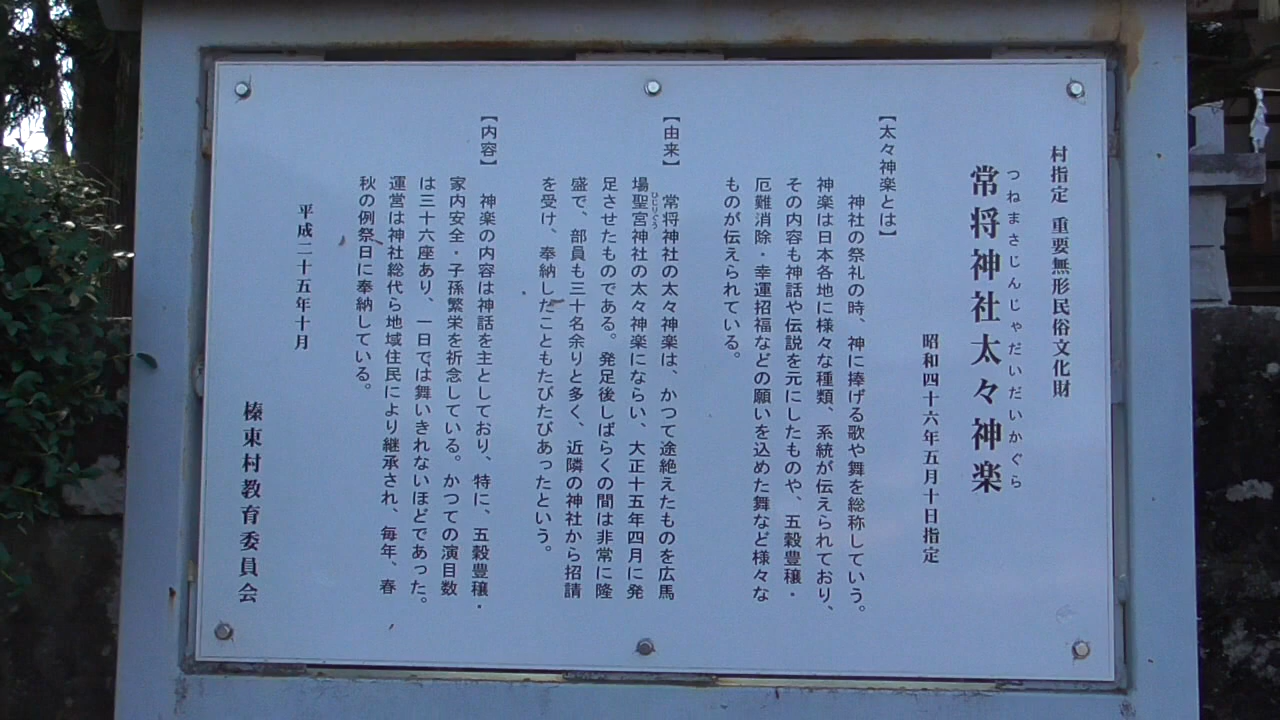 村指定 重要無形民俗文化財
つねまさじんじゃだいだいかぐら
常将神社太々神楽
昭和四十六年五月十日指定
【太々神楽とは】
神社の祭礼の時、神に捧げる歌や舞を総称していう。
神楽は日本各地に様々な種類、系統が伝えられており、
その内容も神話や伝説を元にしたものや、五穀豊穣・
厄難消除・幸運招福などの願いを込めた舞など様々な
ものが伝えられている。
【由来】 常将神社の太々神楽は、かつて途絶えたものを広馬
ひじりぐう
場聖宮神社の太々神楽にならい、大正十五年四月に発
足させたものである。発足後しばらくの間は非常に隆
盛で、部員も三十名余りと多く、近隣の神社から招請
を受け、奉納したこともたびたびあったという。
【内容】 神楽の内容は神話を主としており、特に、五穀豊穣・
家内安全・子孫繁栄を祈念している。かつての演目数
は三十六座あり、一日では舞いきれないほどであった。
運営は神社総代ら地域住民により継承され、毎年、春
秋の例祭日に奉納している。
平成二十五年十月
榛東村教育委員会